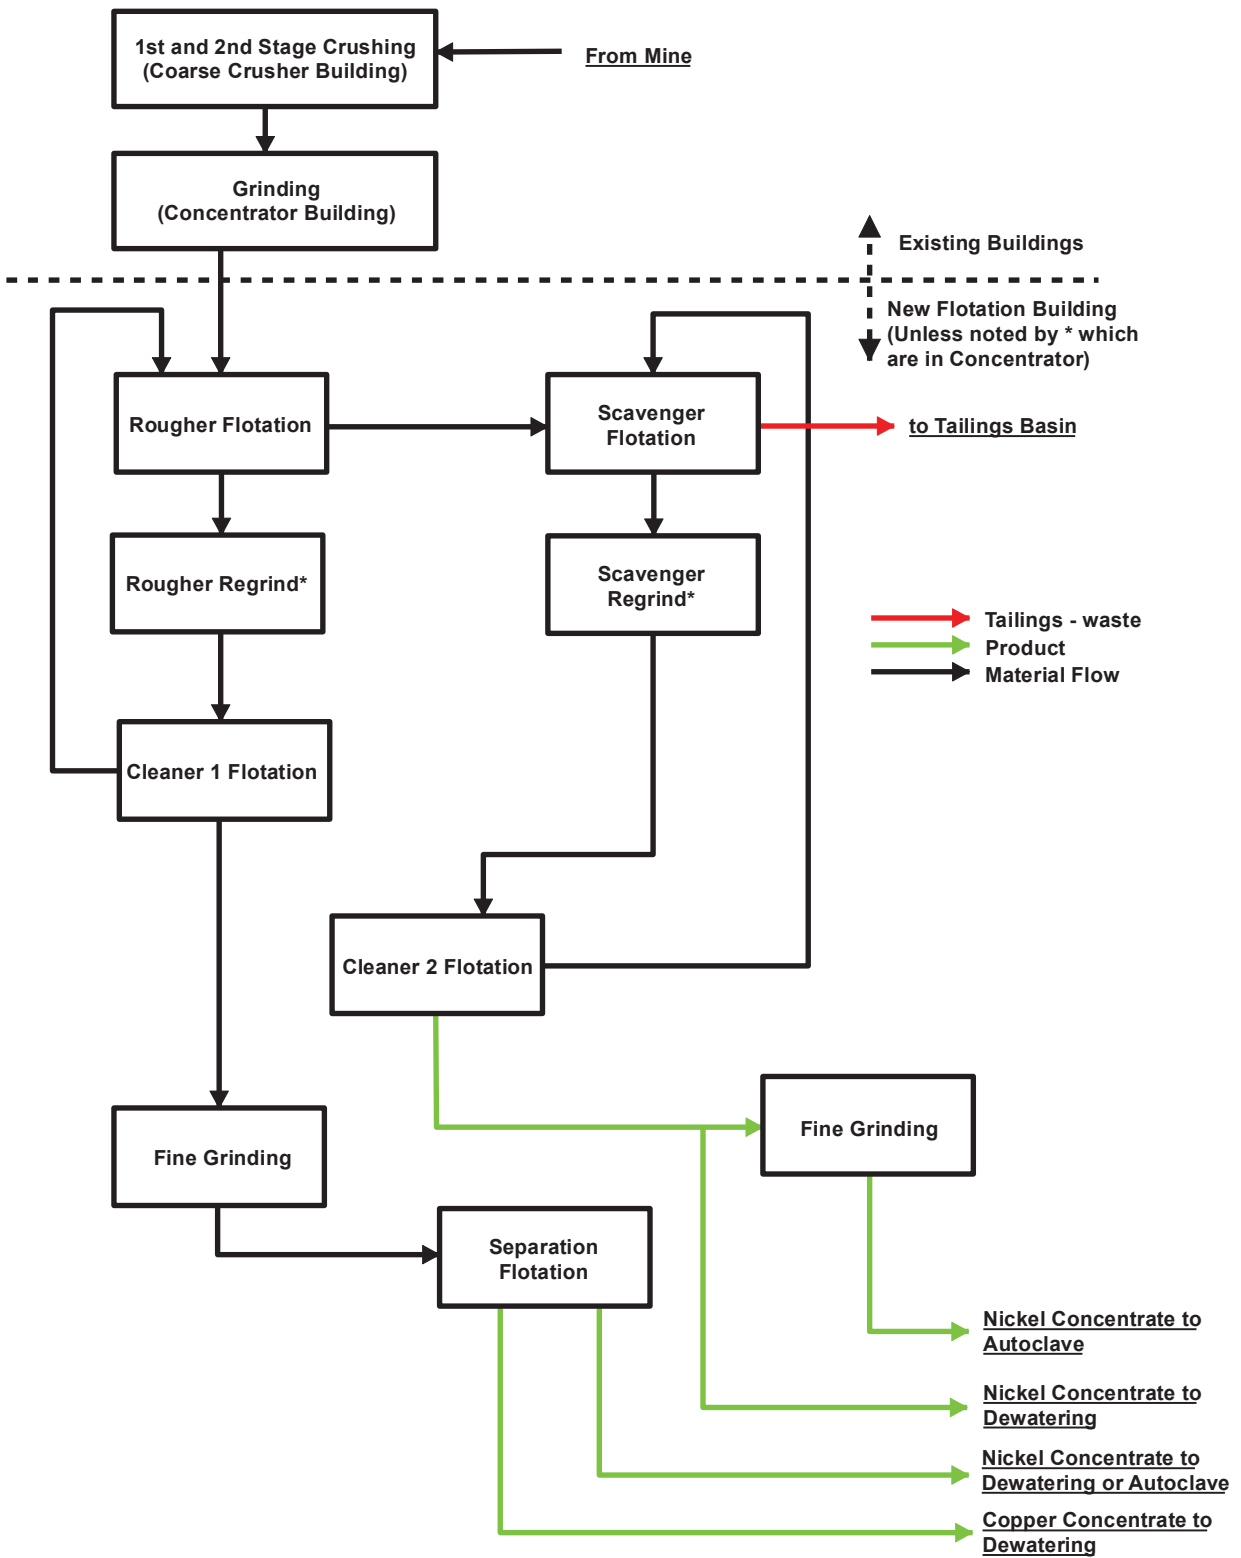 1st and 2nd Stage Crushing
(Coarse Crusher Building)
From Mine
Grinding
(Concentrator Building)
Existing Buildings
New Flotation Building
(Unless noted by * which
are in Concentrator)
Rougher Flotation
Scavenger
Flotation
to Tailings Basin
Rougher Regrind*
Scavenger
Regrind*
Tailings - waste
Product
Material Flow
Cleaner 1 Flotation
Cleaner 2 Flotation
Fine Grinding
Fine Grinding
Separation
Flotation
Nickel Concentrate to
Autoclave
Nickel Concentrate to
Dewatering
Nickel Concentrate to
Dewatering or Autoclave
Copper Concentrate to
Dewatering